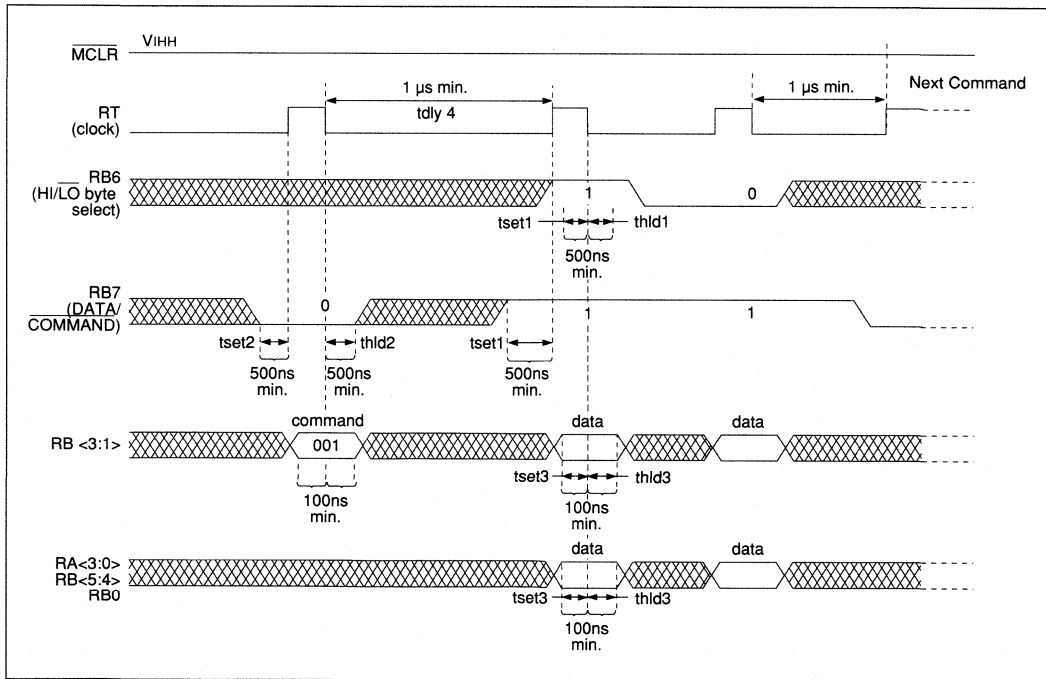 VIHH
MCLR
1 µs min.
1 µs min.
Next Command
RT
(clock)
tdly 4
RB6
(HI/LO byte
select)
1
0
tset1
thld1
500ns
min.
RB7
(DATA/
COMMAND)
0
1
1
tset2
thld2
tset1
500ns
min.
500ns
min.
500ns
min.
command
data
data
RB <3:1>
001
tset3
thld3
100ns
min.
100ns
min.
RA<3:0>
RB<5:4>
RB0
data
data
tset3
thld3
100ns
min.